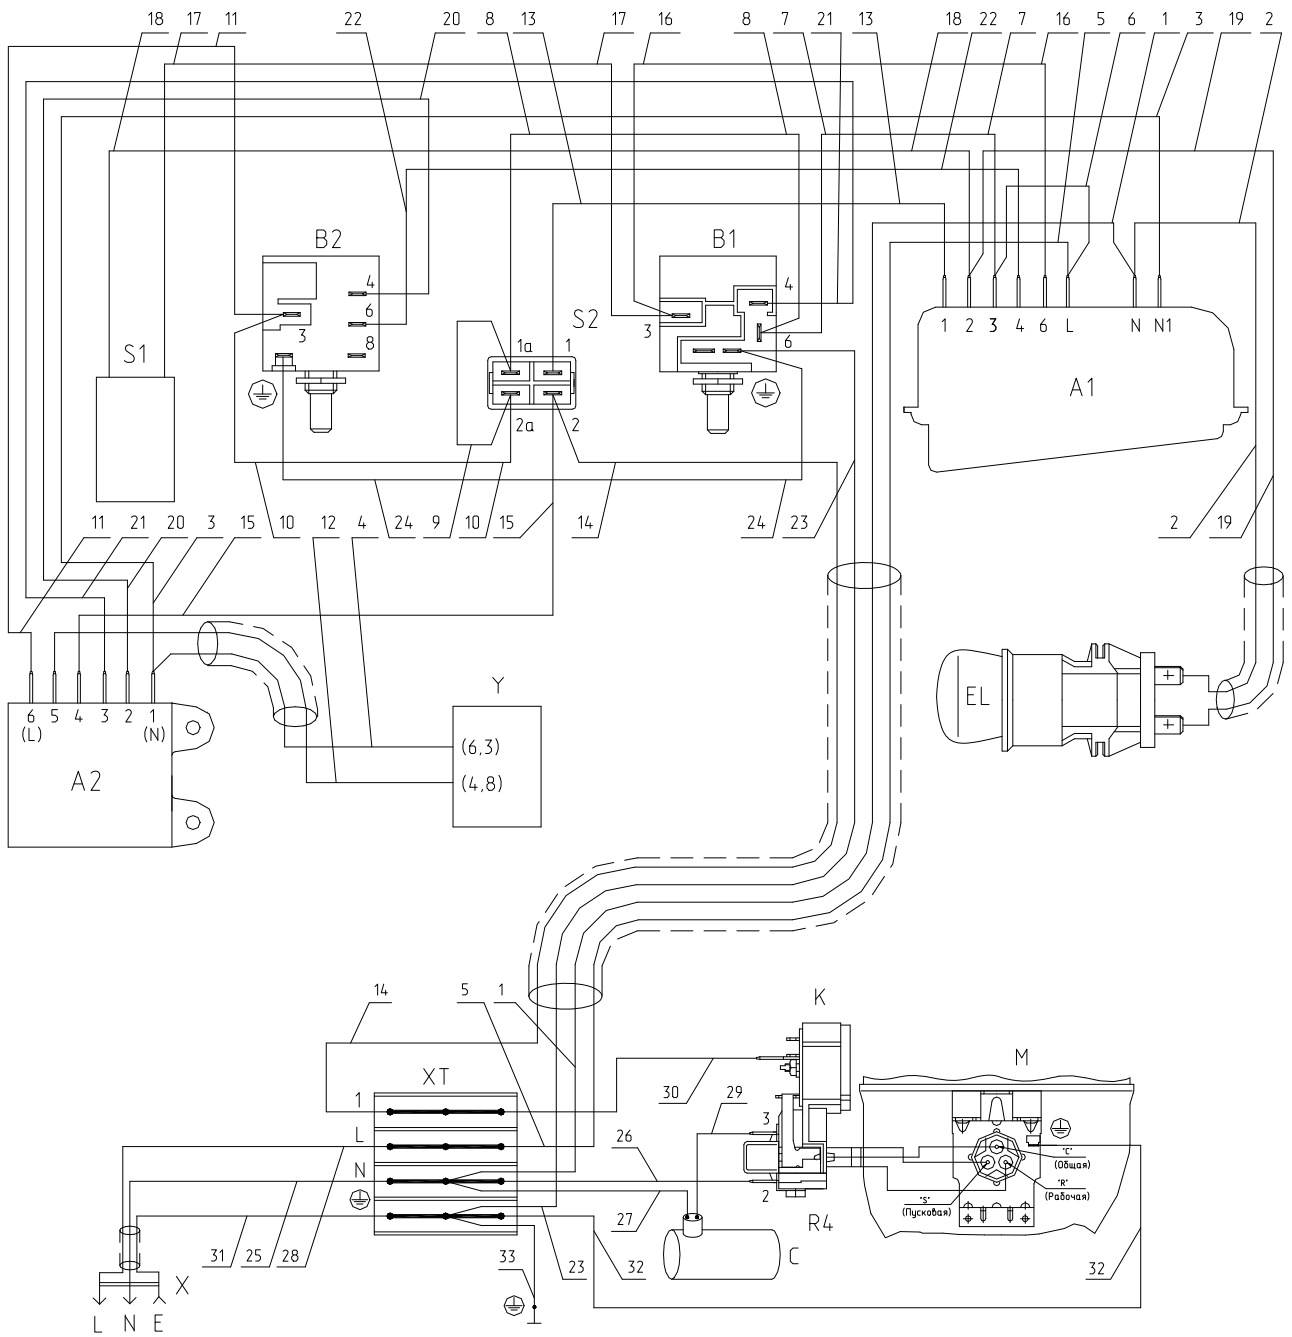 18 17 11 22 20 8 13 17 16 8 7 21 13 18 22 7 16 5 6 1 3 19 2
B2 B1
4
6
3
8
S1
S2
1a 1
2a 2
4
3
6
1 2 3 4 6 L N N1
A1
11 21 20 3 15 10 12 4 24 9 10 15 14 24 23 2 19
6 5 4 3 2 1
(L) (N)
A2
Y
(6,3)
(4,8)
EL
14 5 1
K
M
XT
1
L
N
30 29
3
2
26
27
R4
"C"
(Общая)
"R"
(Рабочая)
"S"
(Пусковая)
C
31 25 28 33 23 32 32
X
L N E